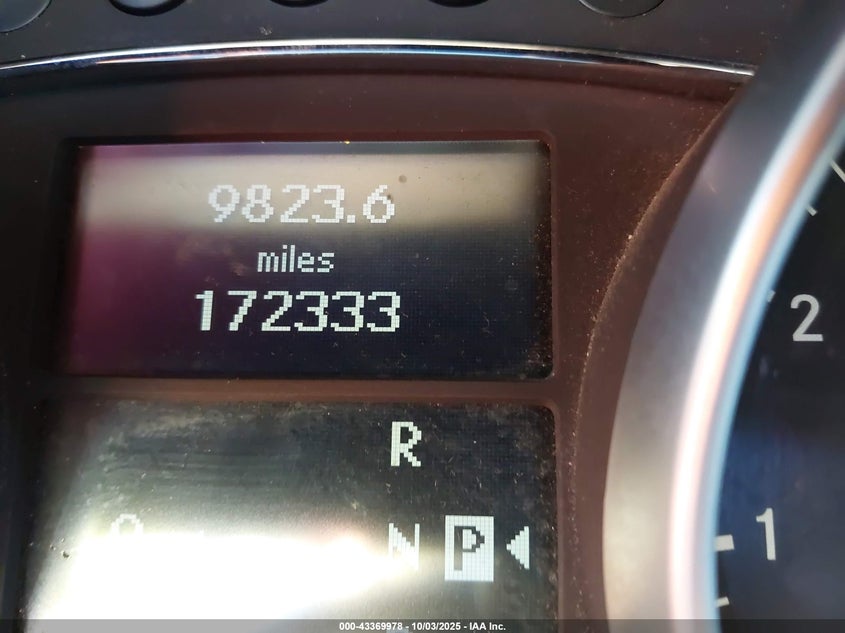 9823.6
miles
172333
R
N P
2
1
000-43369978 - 10/03/2025 - IAA Inc.